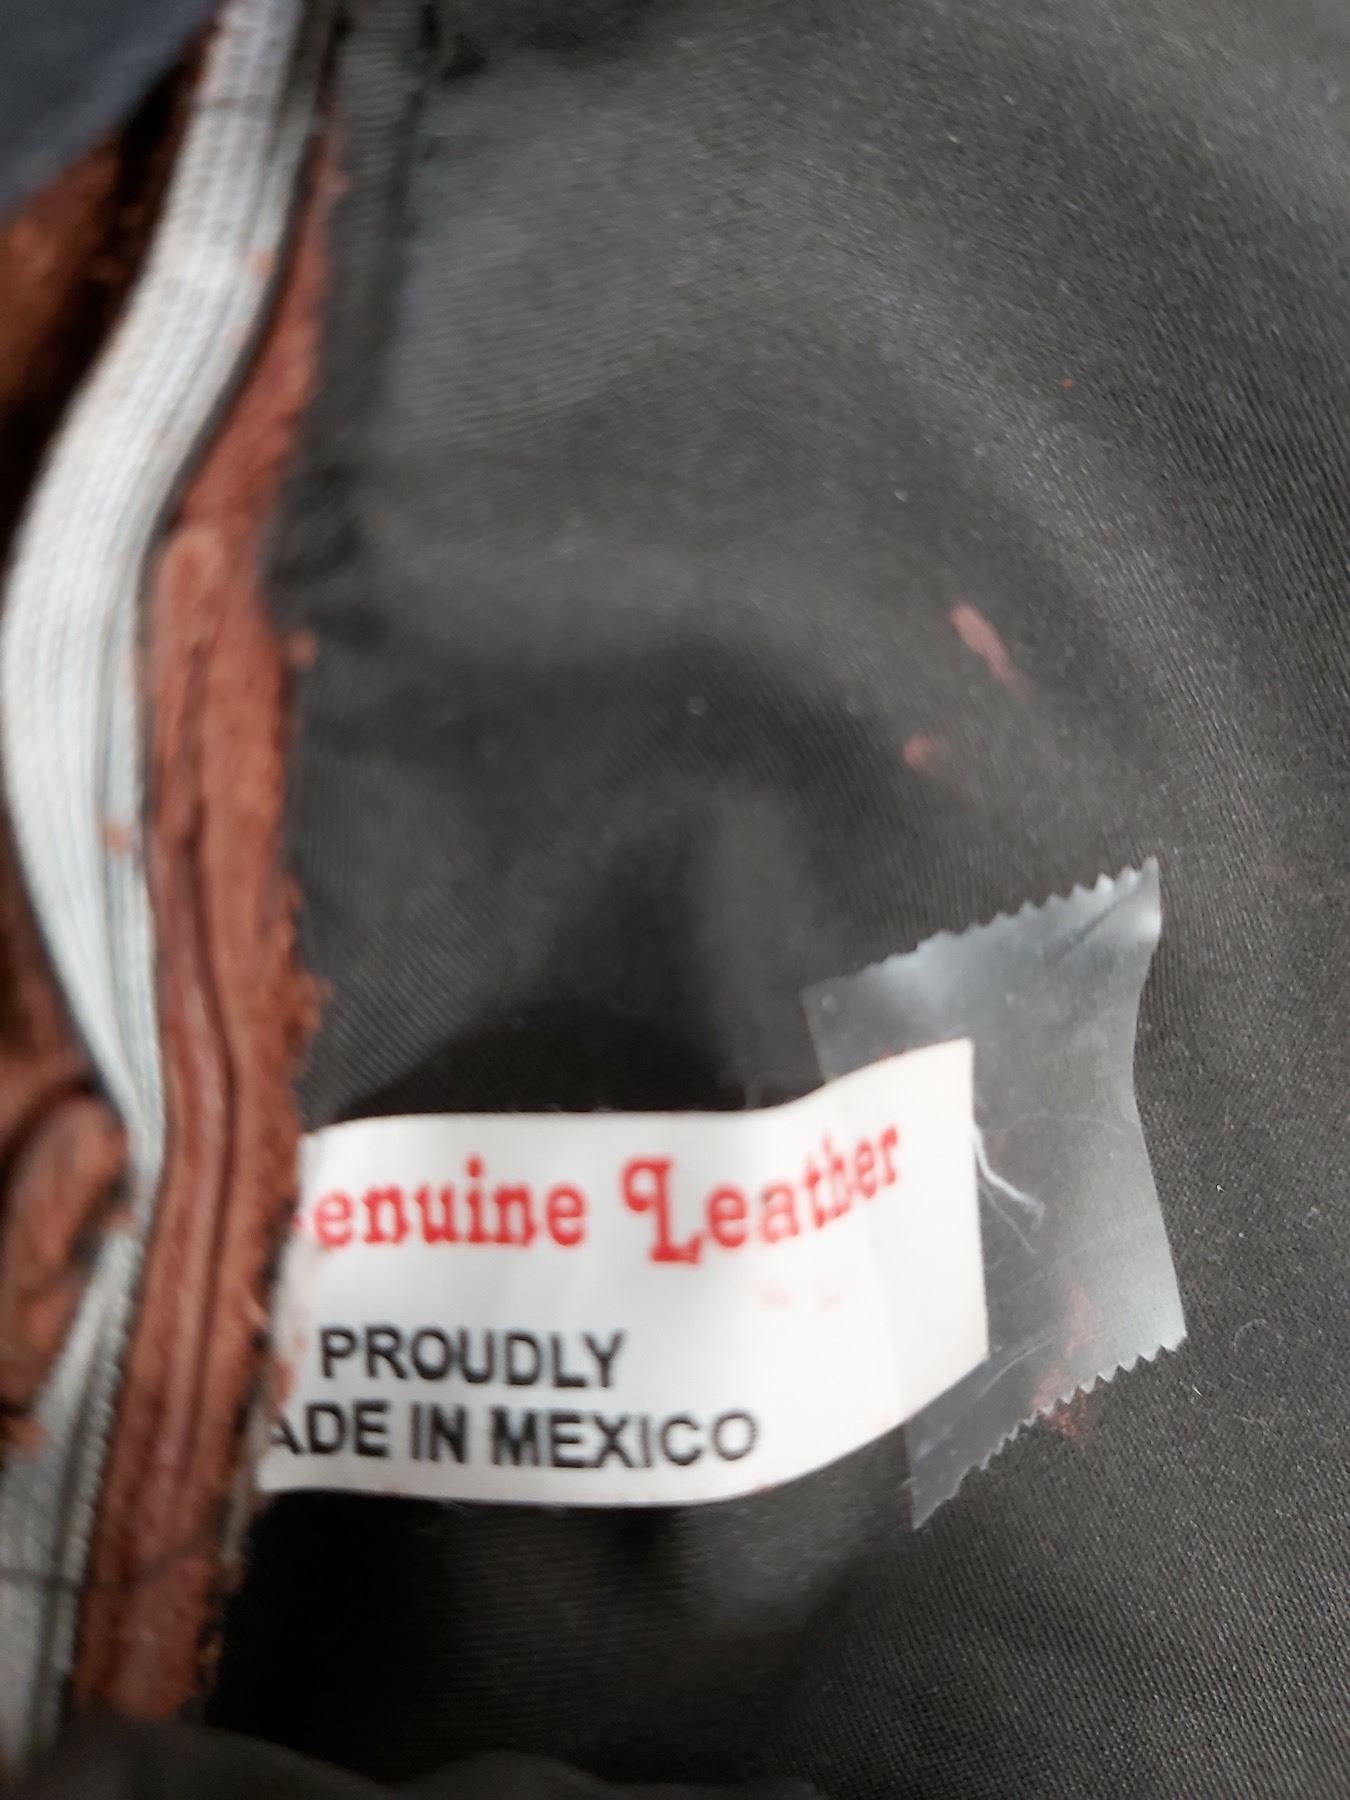 enuine Leather
PROUDLY
ADE IN MEXICO